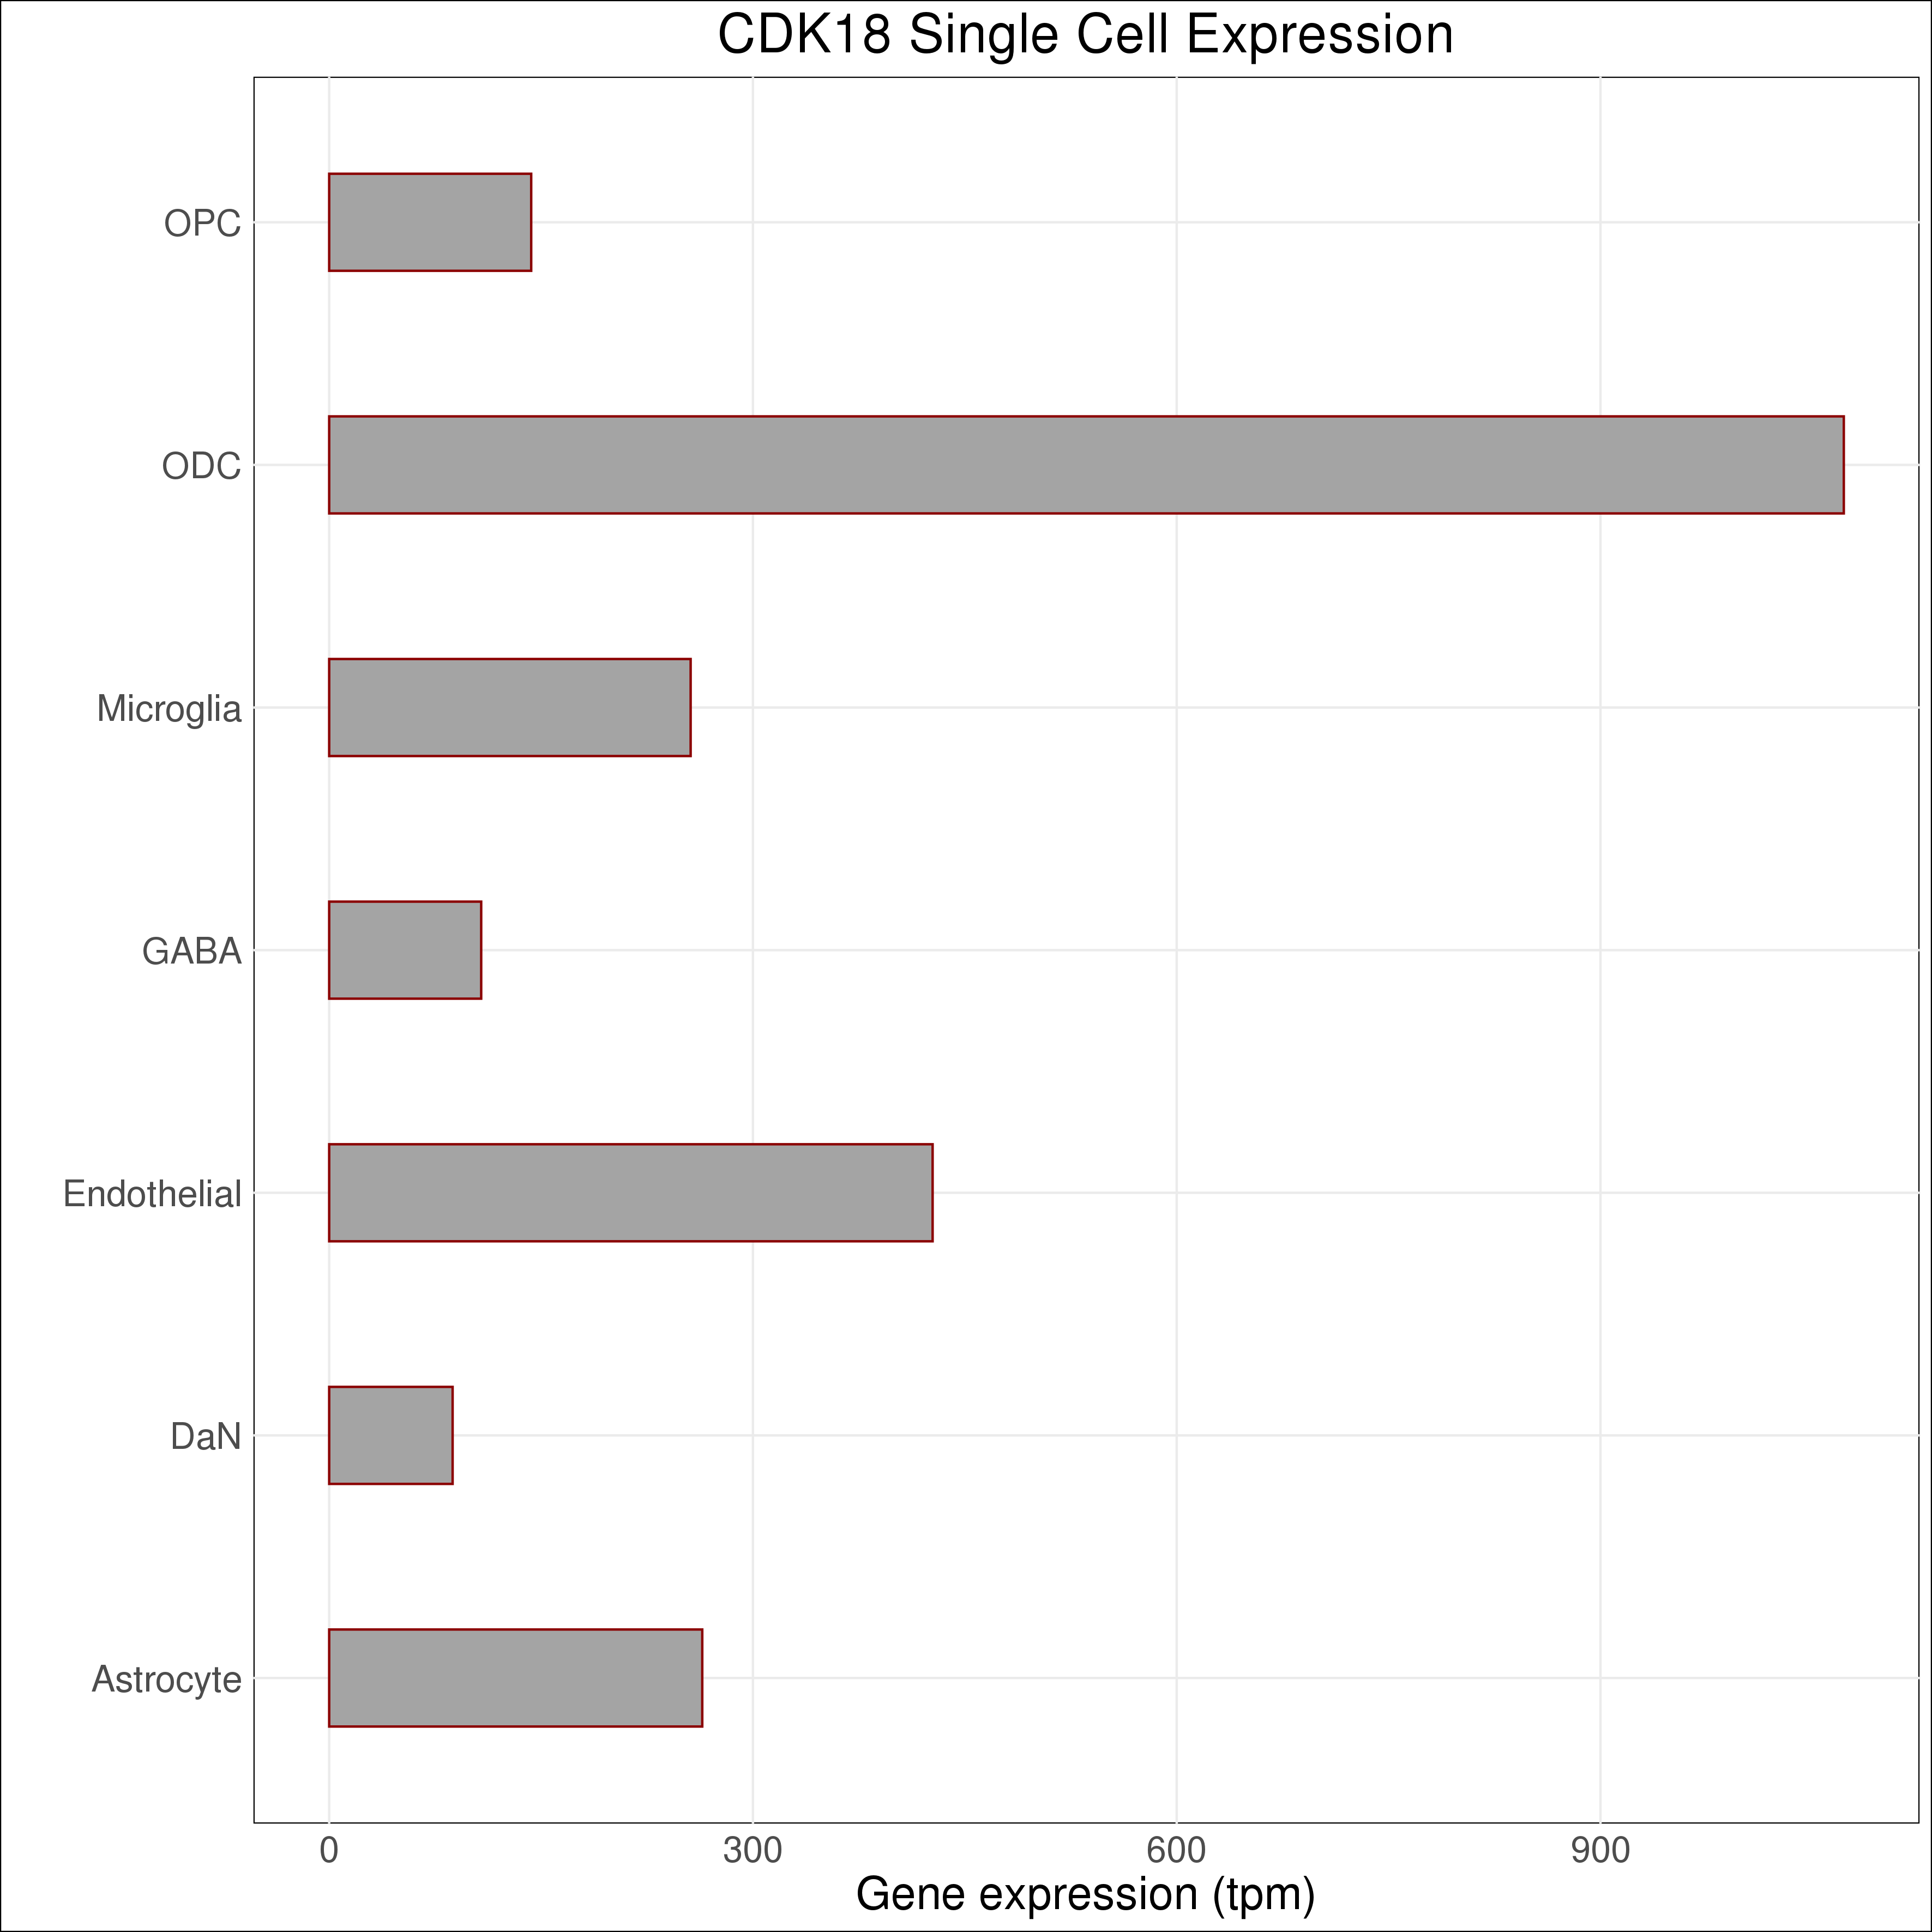 CDK18 Single Cell Expression
OPC
ODC
Microglia
GABA
Endothelial
DaN
Astrocyte
0 300 600 900
Gene expression (tpm)